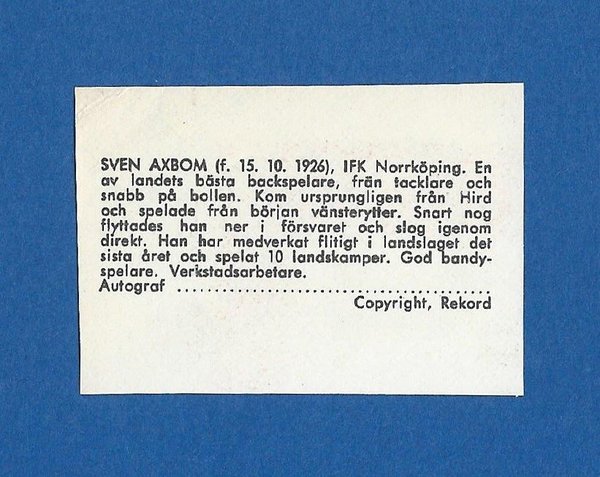 SVEN AXBOM (f. 15. 10. 1926), IFK Norrköping. En
av landets bästa backspelare, från tacklare och
snabb på bollen. Kom ursprungligen från Hird
och spelade från början vänsterytter. Snart nog
flyttades han ner i försvaret och slog igenom
direkt. Han har medverkat flitigt i landslaget det
sista året och spelat 10 landskamper. God bandy-
spelare. Verkstadsarbetare.
Autograf ........................................
Copyright, Rekord